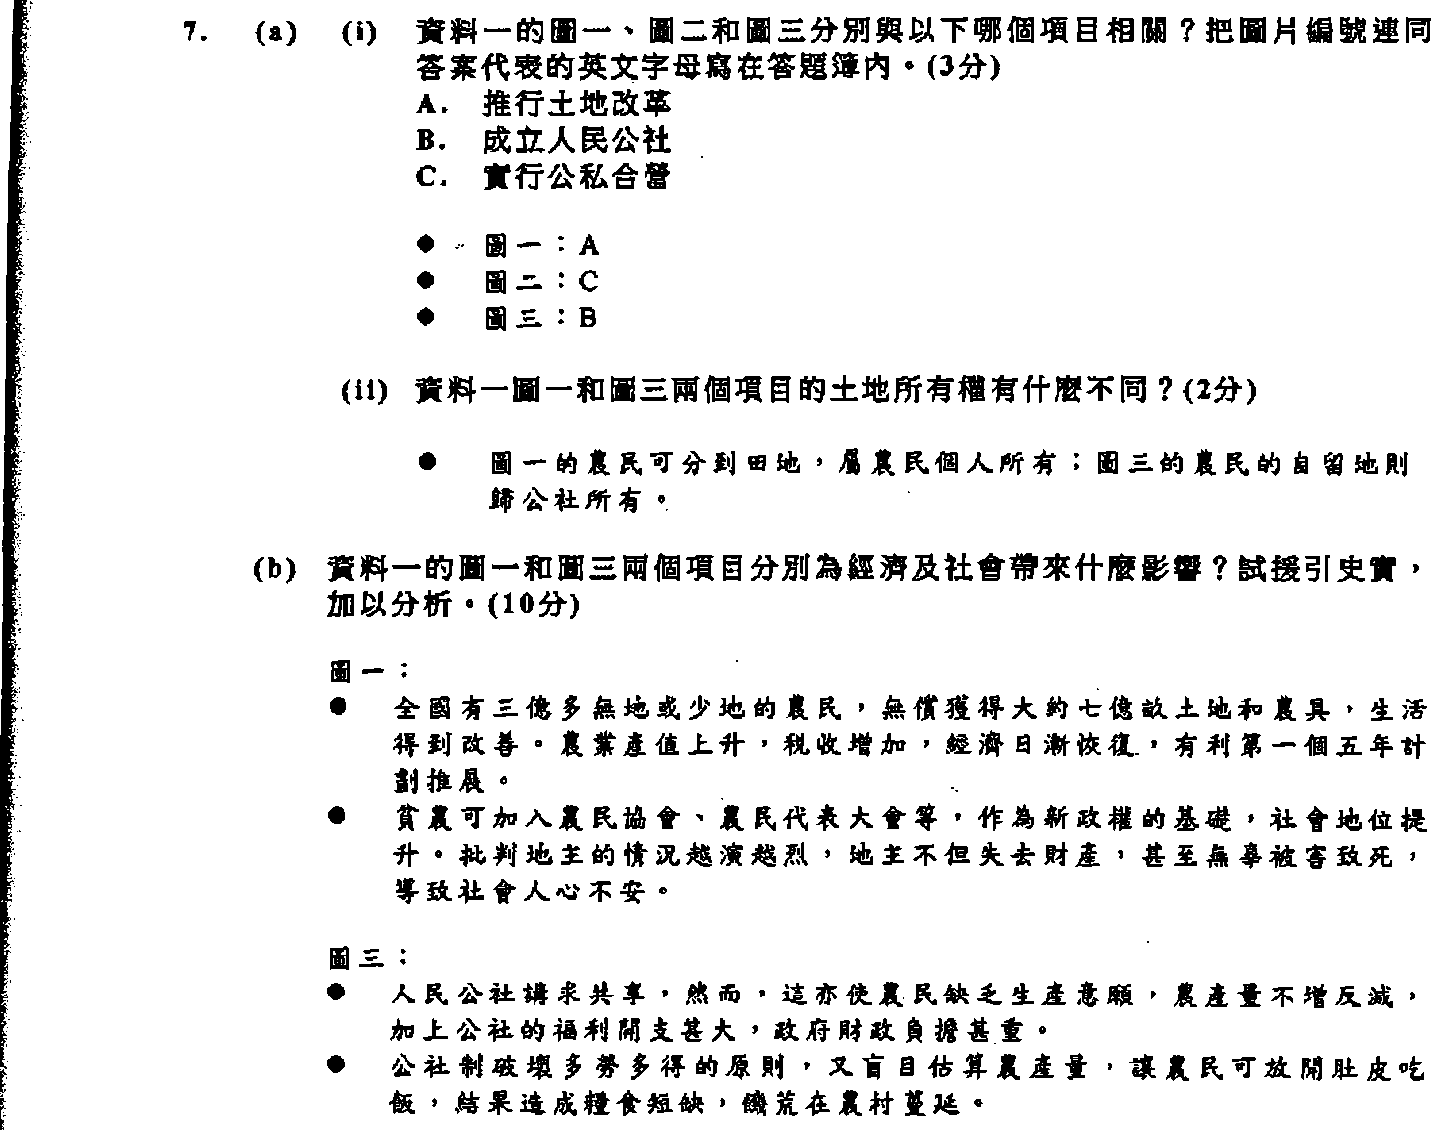 7. (a) (i) 資料一的圖一、圖二和圖三分別與以下哪個項目相關？把圖片編號連同
答案代表的英文字母寫在答題簿內。(3分)
A. 推行土地改革
B. 成立人民公社
C. 實行公私合營
● 圖一：A
● 圖二：C
● 圖三：B
(ii) 資料一圖一和圖三兩個項目的土地所有權有什麼不同？(2分)
● 圖一的農民可分到田地，屬農民個人所有；圖三的農民的自留地則
歸公社所有。
(b) 資料一的圖一和圖三兩個項目分別為經濟及社會帶來什麼影響？試援引史實，
加以分析。(10分)
圖一：
● 全國有三億多無地或少地的農民，無償獲得大約七億畝土地和農具，生活
得到改善。農業產值上升，稅收增加，經濟日漸恢復，有利第一個五年計
劃推展。
● 貧農可加入農民協會、農民代表大會等，作為新政權的基礎，社會地位提
升。批判地主的情況越演越烈，地主不但失去財產，甚至無辜被害致死，
導致社會人心不安。
圖三：
● 人民公社講求共享，然而，這亦使農民缺乏生產意願，農產量不增反減，
加上公社的福利開支甚大，政府財政負擔甚重。
● 公社制破壞多勞多得的原則，又盲目估算農產量，讓農民可放開肚皮吃
飯，結果造成糧食短缺，饑荒在農村蔓延。